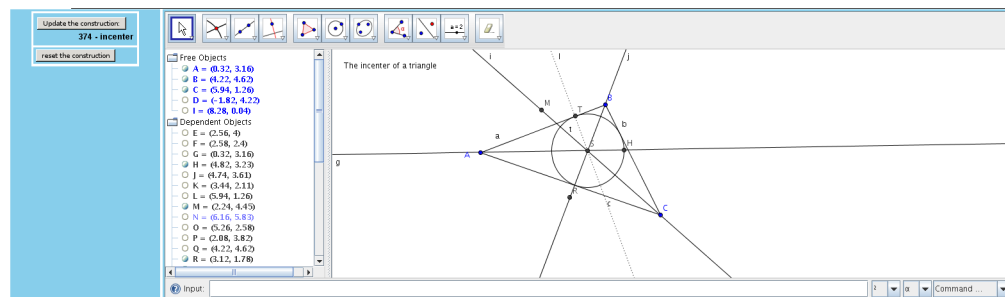 Update the construction:
374 - incenter
reset the construction
a=2
Free Objects
A = (0.32, 3.16)
B = (4.22, 4.62)
C = (5.94, 1.26)
D = (-1.82, 4.22)
I = (8.28, 0.04)
Dependent Objects
E = (2.56, 4)
F = (2.58, 2.4)
G = (0.32, 3.16)
H = (4.82, 3.23)
J = (4.74, 3.61)
K = (3.44, 2.11)
L = (5.94, 1.26)
M = (2.24, 4.45)
N = (6.16, 5.83)
O = (5.26, 2.58)
P = (2.08, 3.82)
Q = (4.22, 4.62)
R = (3.12, 1.78)
The incenter of a triangle
i
l
j
M
T
B
a
t
b
A
S
H
g
R
c
C
Input:
2
α
Command ...